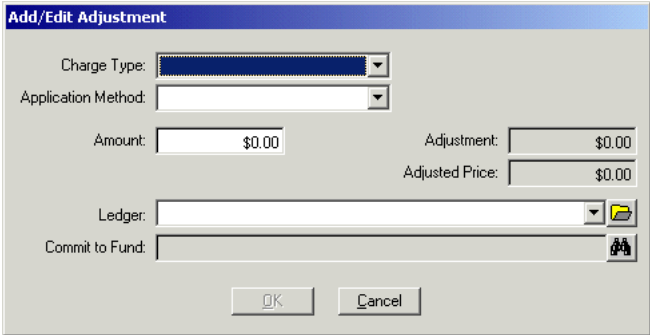 Add/Edit Adjustment
Charge Type:
Application Method:
Amount: $0.00 Adjustment: $0.00
Adjusted Price: $0.00
Ledger:
Commit to Fund:
OK Cancel